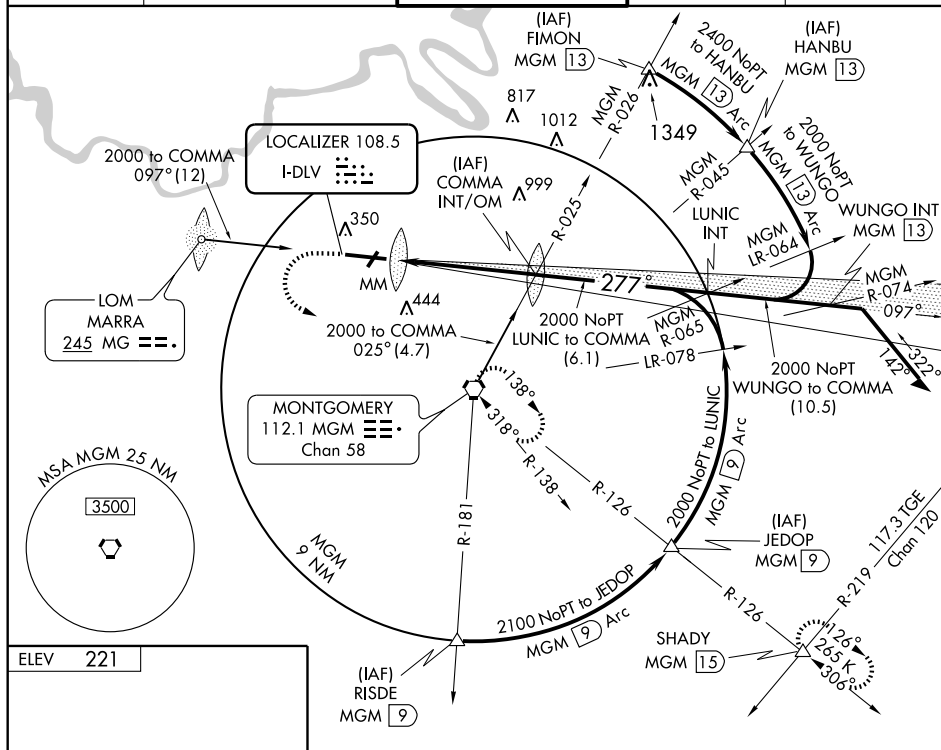 (IAF)
FIMON
MGM 13
2400 NoPT
to HANBU
MGM 13 Arc
(IAF)
HANBU
MGM 13
817
1012
MGM
R-026
1349
2000 NoPT
to WUNGO
MGM 13 Arc
2000 to COMMA
097° (12)
LOCALIZER 108.5
I-DLV
(IAF)
COMMA
INT/OM
999
R-025
MGM
R-045
LUNIC
INT
WUNGO INT
MGM 13
350
MGM
LR-064
MM
277°
MGM
R-074
097°
LOM
MARRA
245 MG
444
2000 to COMMA
025° (4.7)
2000 NoPT
LUNIC to COMMA
(6.1)
MGM
R-065
LR-078
2000 NoPT
WUNGO to COMMA
(10.5)
142°
322°
MONTGOMERY
112.1 MGM
Chan 58
138°
318°
R-138
2000 NoPT to LUNIC
MGM 9 Arc
MSA MGM 25 NM
3500
R-181
R-126
(IAF)
JEDOP
MGM 9
117.3 TGE
Chan 120
R-219
MGM
9 NM
2100 NoPT to JEDOP
MGM 9 Arc
R-126
SHADY
MGM 15
126°
265 K
306°
(IAF)
RISDE
MGM 9
ELEV 221